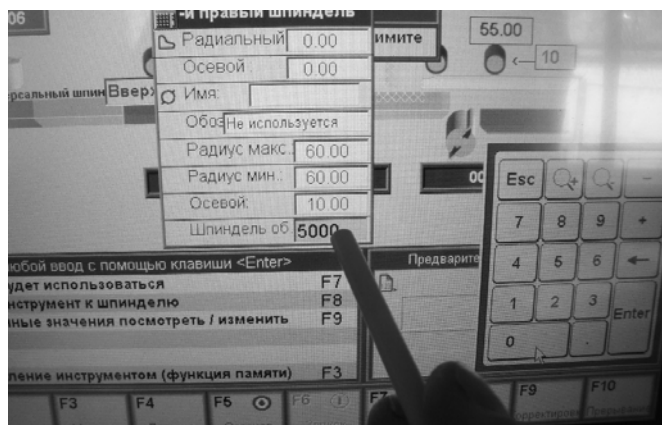 06
-й правый шпиндель
Радиальный 0.00
имите
55.00
10
Осевой: 0.00
рсальный шпин Вверх
Имя:
Обоз Не используется
Радиус макс.: 60.00
Радиус мин.: 60.00
00
Осевой: 10.00
Шпиндель об 5000
Esc
7 8 9 +
4 5 6
1 2 3 Enter
0 .
юбой ввод с помощью клавиши <Enter>
Предварите
удет использоваться F7
нструмент к шпинделю F8
нные значения посмотреть / изменить F9
ление инструментом (функция памяти) F3
F3 F4 F5 F6 F7 F9 F10